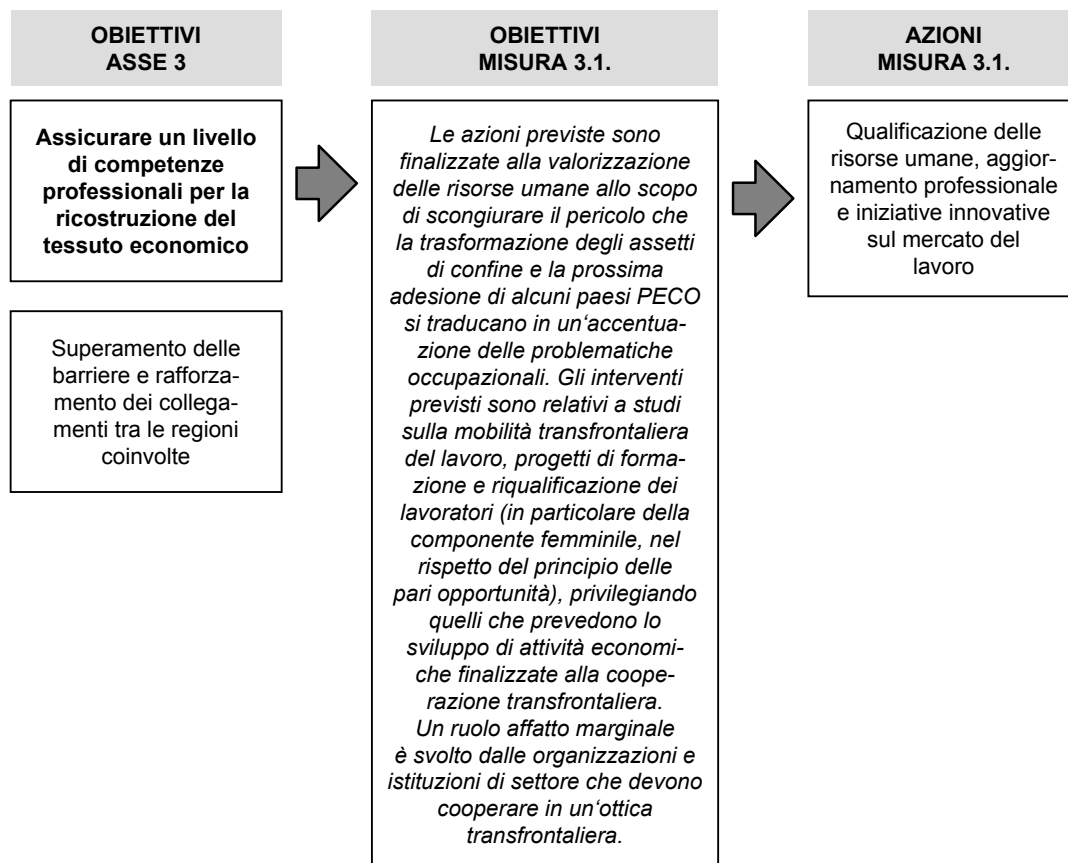 OBIETTIVI
ASSE 3
Assicurare un livello
di competenze
professionali per la
ricostruzione del
tessuto economico
Superamento delle
barriere e rafforza-
mento dei collega-
menti tra le regioni
coinvolte
OBIETTIVI
MISURA 3.1.
Le azioni previste sono
finalizzate alla valorizzazione
delle risorse umane allo scopo
di scongiurare il pericolo che
la trasformazione degli assetti
di confine e la prossima
adesione di alcuni paesi PECO
si traducano in un‘accentua-
zione delle problematiche
occupazionali. Gli interventi
previsti sono relativi a studi
sulla mobilità transfrontaliera
del lavoro, progetti di forma-
zione e riqualificazione dei
lavoratori (in particolare della
componente femminile, nel
rispetto del principio delle
pari opportunità), privilegiando
quelli che prevedono lo
sviluppo di attività economi-
che finalizzate alla coope-
razione transfrontaliera.
Un ruolo affatto marginale
è svolto dalle organizzazioni e
istituzioni di settore che devono
cooperare in un‘ottica
transfrontaliera.
AZIONI
MISURA 3.1.
Qualificazione delle
risorse umane, aggior-
namento professionale
e iniziative innovative
sul mercato del
lavoro